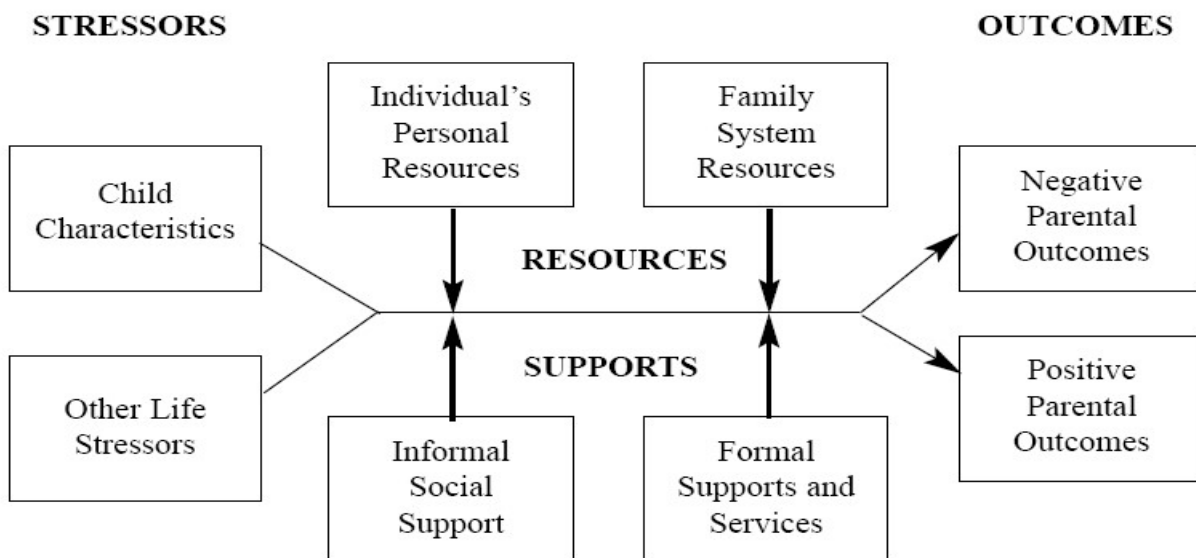 STRESSORS
OUTCOMES
Individual’s
Personal
Resources
Family
System
Resources
Child
Characteristics
Negative
Parental
Outcomes
RESOURCES
SUPPORTS
Other Life
Stressors
Positive
Parental
Outcomes
Informal
Social
Support
Formal
Supports and
Services